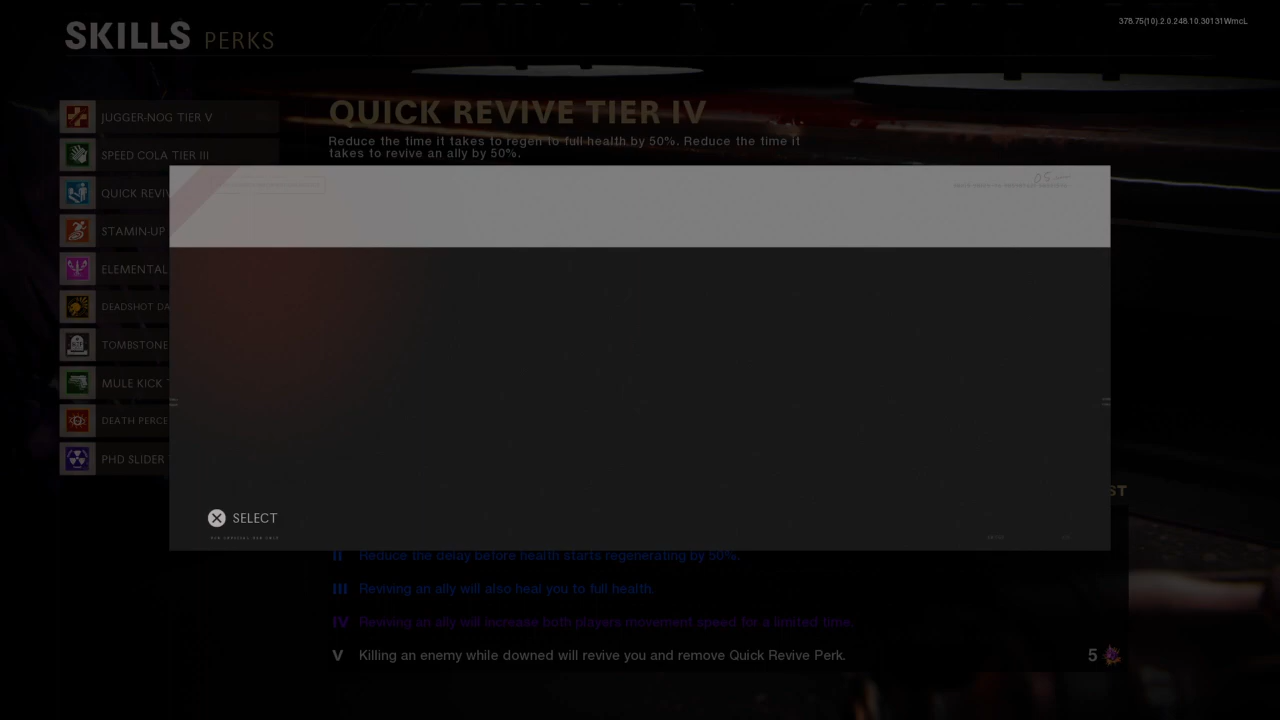 SKILLS PERKS
378.75(10).2.0.248.10.30131WmcL
JUGGER-NOG TIER V
SPEED COLA TIER III
QUICK REVIV
STAMIN-UP
ELEMENTAL
DEADSHOT DA
TOMBSTONE
MULE KICK T
DEATH PERCE
PHD SLIDER T
QUICK REVIVE TIER IV
Reduce the time it takes to regen to full health by 50%. Reduce the time it
takes to revive an ally by 50%.
05
SELECT
ST
II Reduce the delay before health starts regenerating by 50%.
III Reviving an ally will also heal you to full health.
IV Reviving an ally will increase both players movement speed for a limited time.
V Killing an enemy while downed will revive you and remove Quick Revive Perk. 5